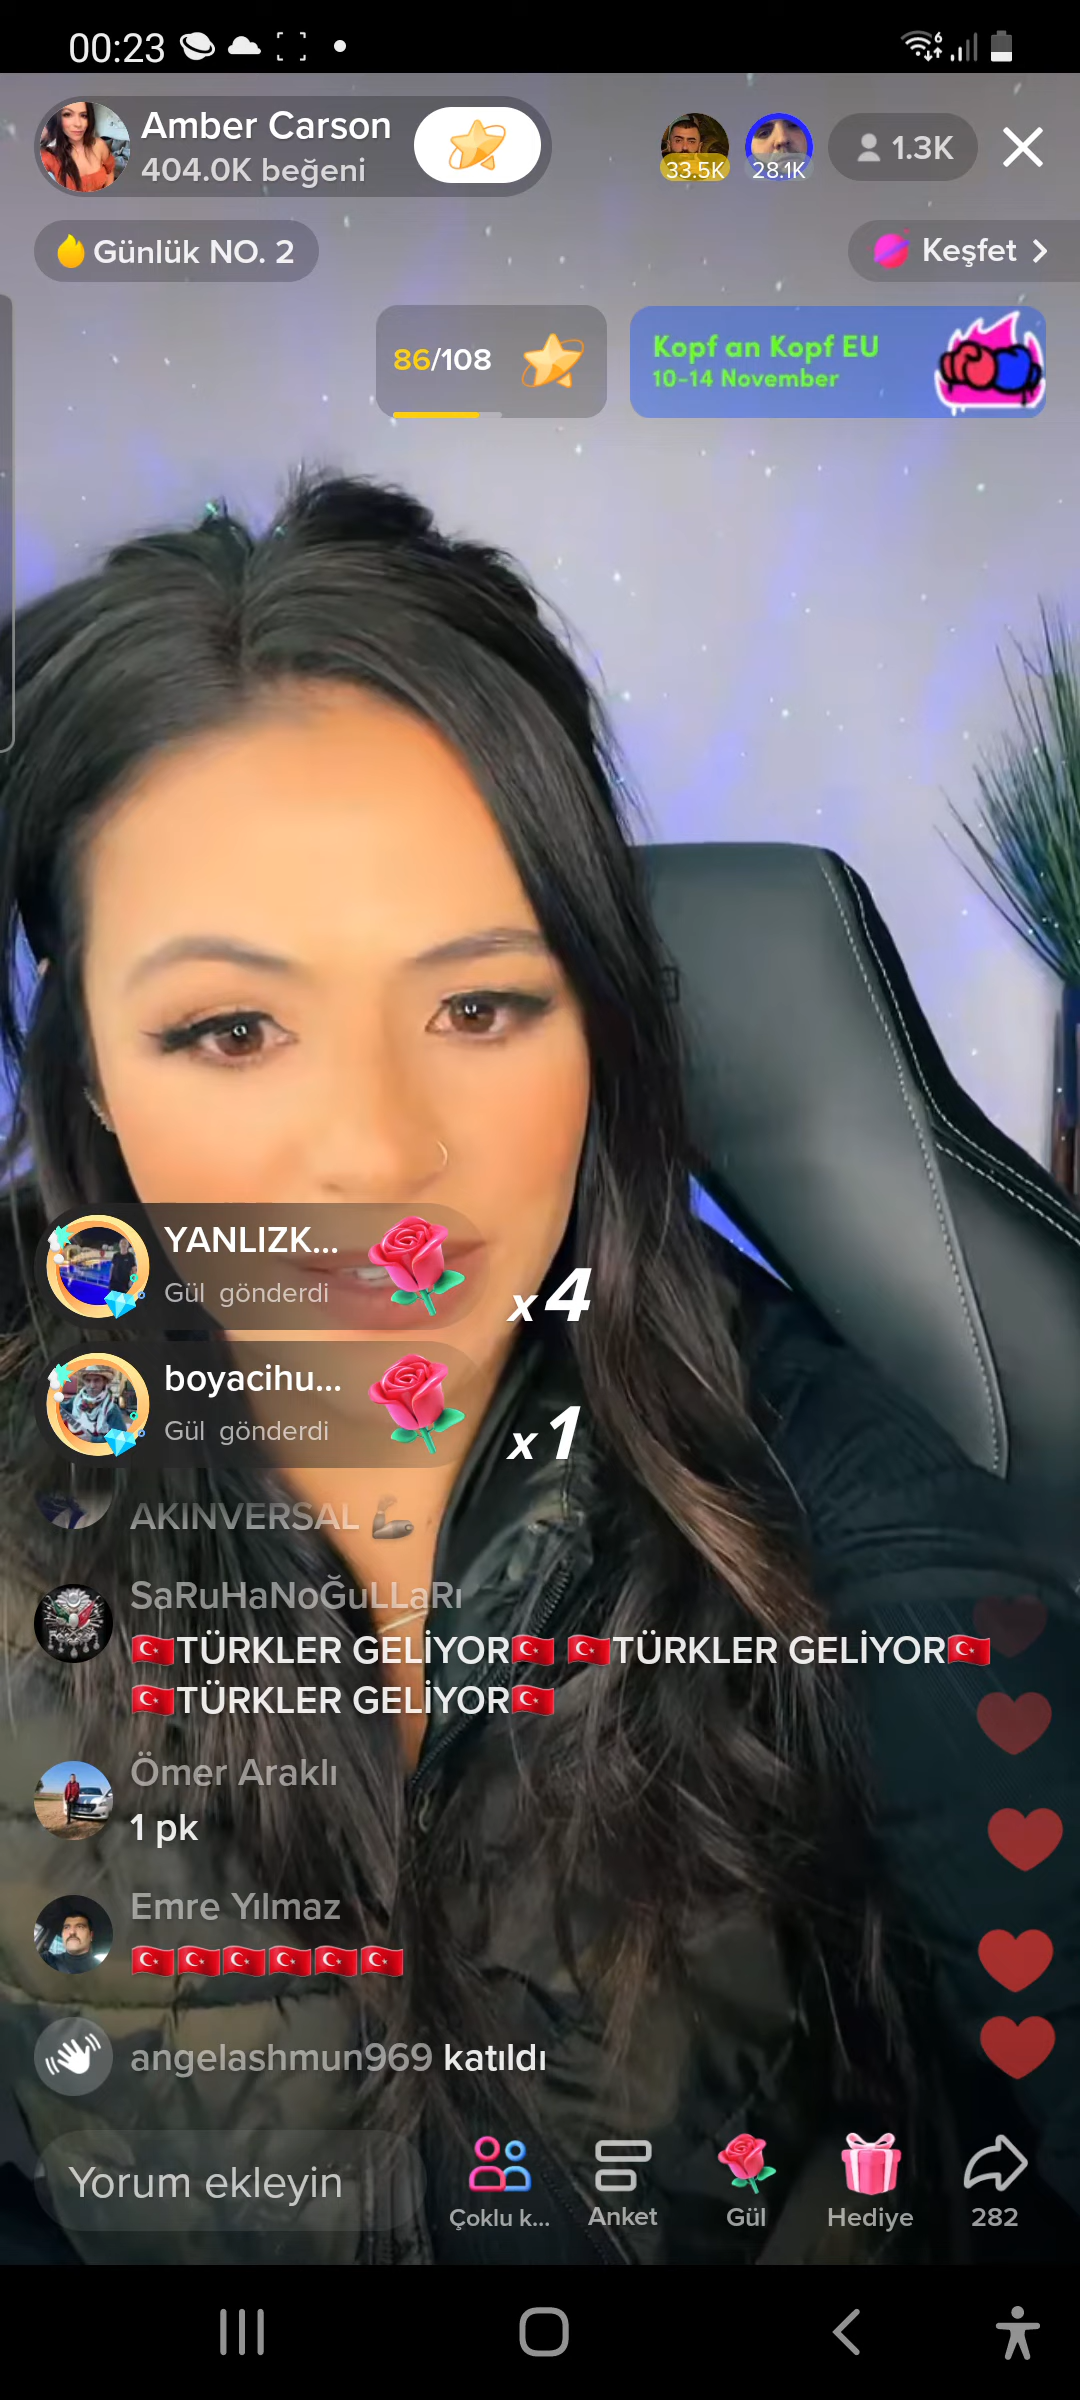 00:23
Amber Carson
404.0K beğeni
33.5K
28.1K
1.3K
Günlük NO. 2
Keşfet
86/108
Kopf an Kopf EU
10-14 November
YANLIZK...
Gül gönderdi
x4
boyacihu...
Gül gönderdi
x1
AKINVERSAL 💪
SaRuHaNoĞuLLaRı
🇹🇷TÜRKLER GELİYOR🇹🇷 🇹🇷TÜRKLER GELİYOR🇹🇷
🇹🇷TÜRKLER GELİYOR🇹🇷
Ömer Araklı
1 pk
Emre Yılmaz
🇹🇷🇹🇷🇹🇷🇹🇷🇹🇷🇹🇷
angelashmun969 katıldı
Yorum ekleyin
Çoklu k...
Anket
Gül
Hediye
282